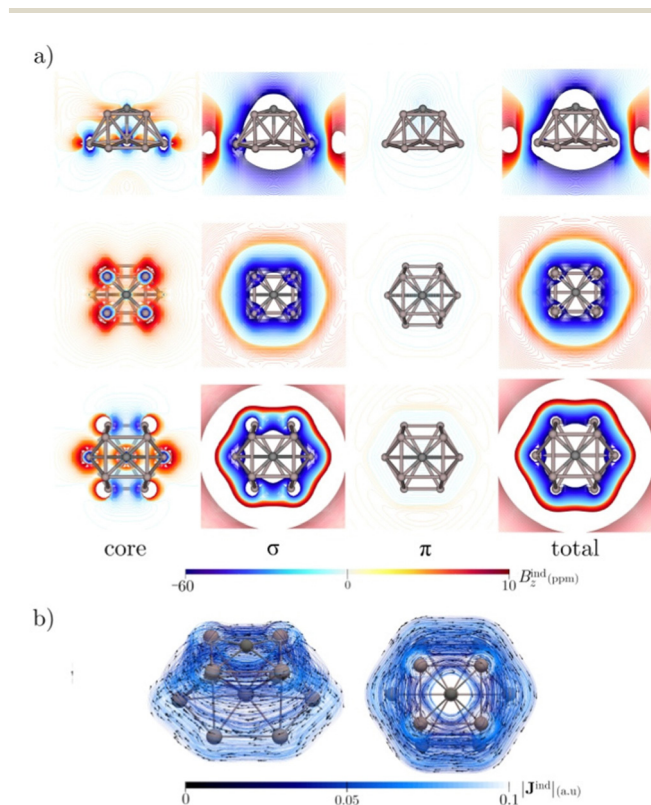 a)
core σ π total
-60 0 10 B_z^ind (ppm)
b)
|J^ind| (a.u)
0 0.05 0.1